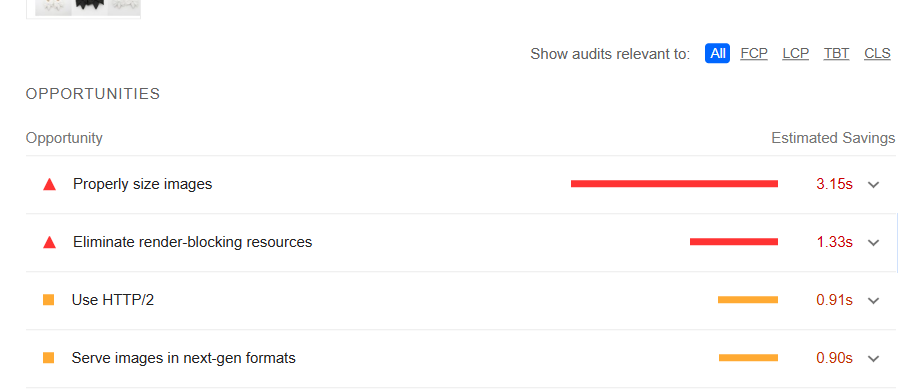 Show audits relevant to: All FCP LCP TBT CLS
OPPORTUNITIES
Opportunity Estimated Savings
Properly size images 3.15s
Eliminate render-blocking resources 1.33s
Use HTTP/2 0.91s
Serve images in next-gen formats 0.90s